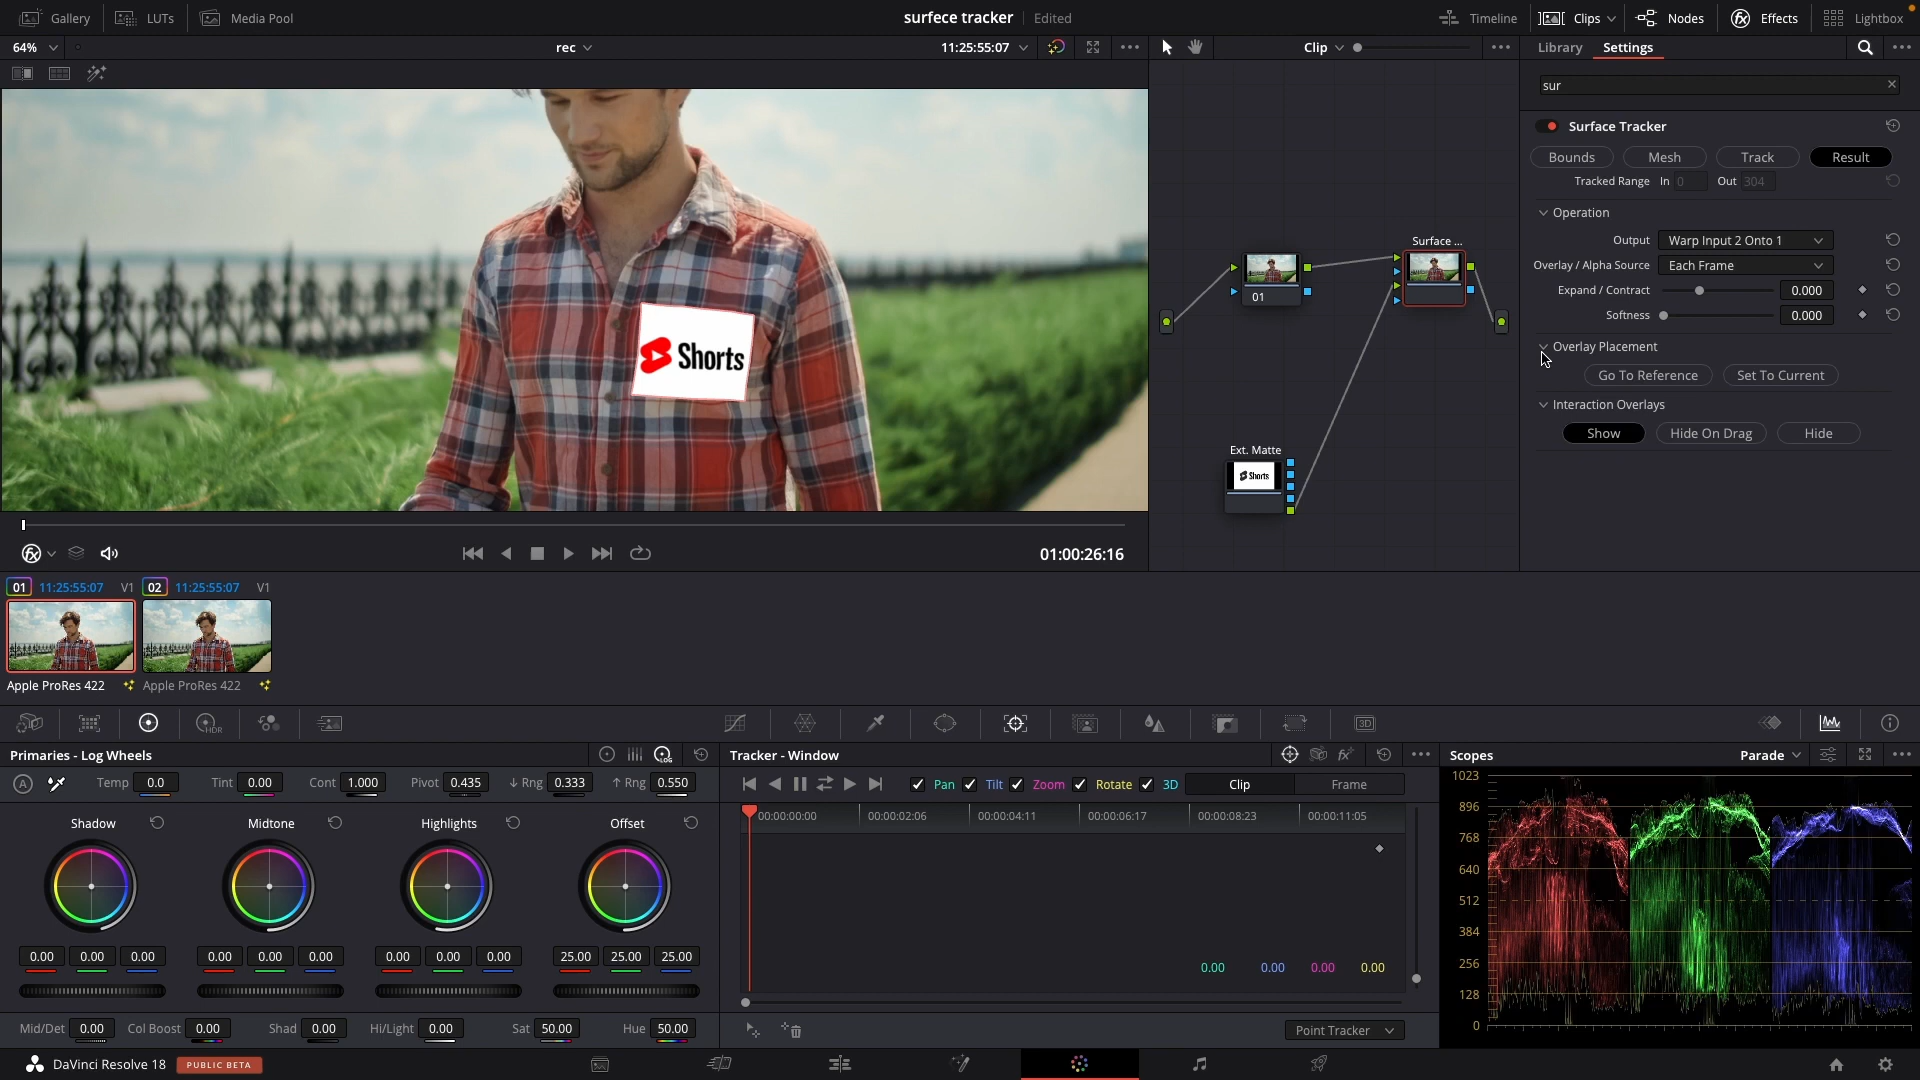 Gallery LUTs Media Pool surfece tracker Edited Timeline Clips Nodes Effects Lightbox
64% rec 11:25:55:07 Clip Library Settings
sur
Surface Tracker
Bounds Mesh Track Result
Tracked Range In 0 Out 304
Operation
Output Warp Input 2 Onto 1
Overlay / Alpha Source Each Frame
Expand / Contract 0.000
Softness 0.000
Overlay Placement
Go To Reference Set To Current
Interaction Overlays
Show Hide On Drag Hide
Shorts
Surface ...
01
Ext. Matte
Shorts
01:00:26:16
01 11:25:55:07 V1 02 11:25:55:07 V1
Apple ProRes 422 Apple ProRes 422
HDR
3D
Primaries - Log Wheels
LOG
A Temp 0.0 Tint 0.00 Cont 1.000 Pivot 0.435 ↓ Rng 0.333 ↑ Rng 0.550
Shadow Midtone Highlights Offset
0.00 0.00 0.00 0.00 0.00 0.00 0.00 0.00 0.00 25.00 25.00 25.00
Mid/Det 0.00 Col Boost 0.00 Shad 0.00 Hi/Light 0.00 Sat 50.00 Hue 50.00
Tracker - Window
Pan Tilt Zoom Rotate 3D Clip Frame
00:00:00:00 00:00:02:06 00:00:04:11 00:00:06:17 00:00:08:23 00:00:11:05
0.00 0.00 0.00 0.00
Point Tracker
Scopes Parade
1023
896
768
640
512
384
256
128
0
DaVinci Resolve 18 PUBLIC BETA